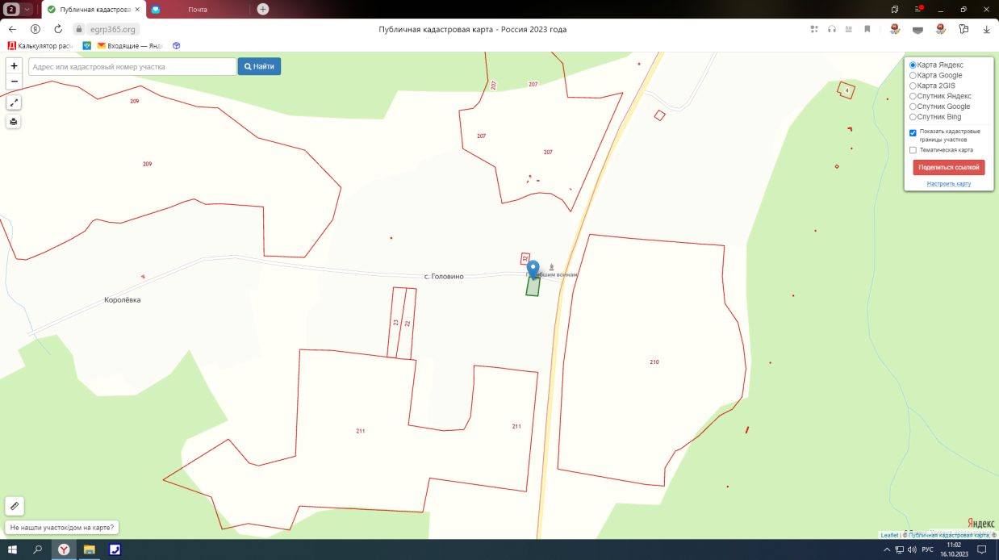 2
Публичная кадастрова
Почта
egrp365.org
Публичная кадастровая карта - Россия 2023 года
Калькулятор расч
Входящие — Янд
+
−
Адрес или кадастровый номер участка
Найти
Карта Яндекс
Карта Google
Карта 2GIS
Спутник Яндекс
Спутник Google
Спутник Bing
Показать кадастровые
границы участков
Тематическая карта
Поделиться ссылкой
Настроить карту
209
209
207
207
207
207
4
32
воинам
с. Головино
Королёвка
23
22
210
211
211
Не нашли участок/дом на карте?
Яндекс
Leaflet | © Публичная кадастровая карта, ©
РУС
11:02
16.10.2023